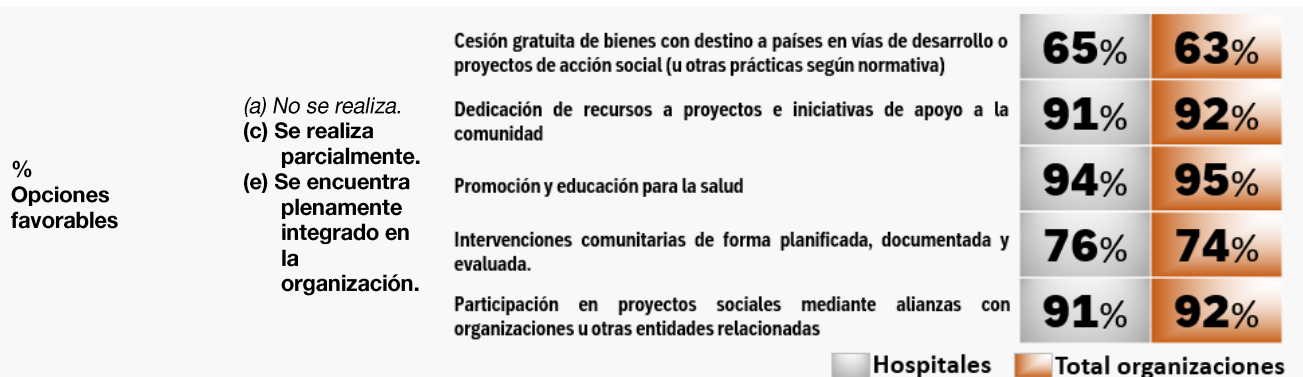 %
Opciones
favorables
(a) No se realiza.
(c) Se realiza
parcialmente.
(e) Se encuentra
plenamente
integrado en
la
organización.
Cesión gratuita de bienes con destino a países en vías de desarrollo o
proyectos de acción social (u otras prácticas según normativa)
65% 63%
Dedicación de recursos a proyectos e iniciativas de apoyo a la
comunidad
91% 92%
Promoción y educación para la salud
94% 95%
Intervenciones comunitarias de forma planificada, documentada y
evaluada.
76% 74%
Participación en proyectos sociales mediante alianzas con
organizaciones u otras entidades relacionadas
91% 92%
Hospitales Total organizaciones